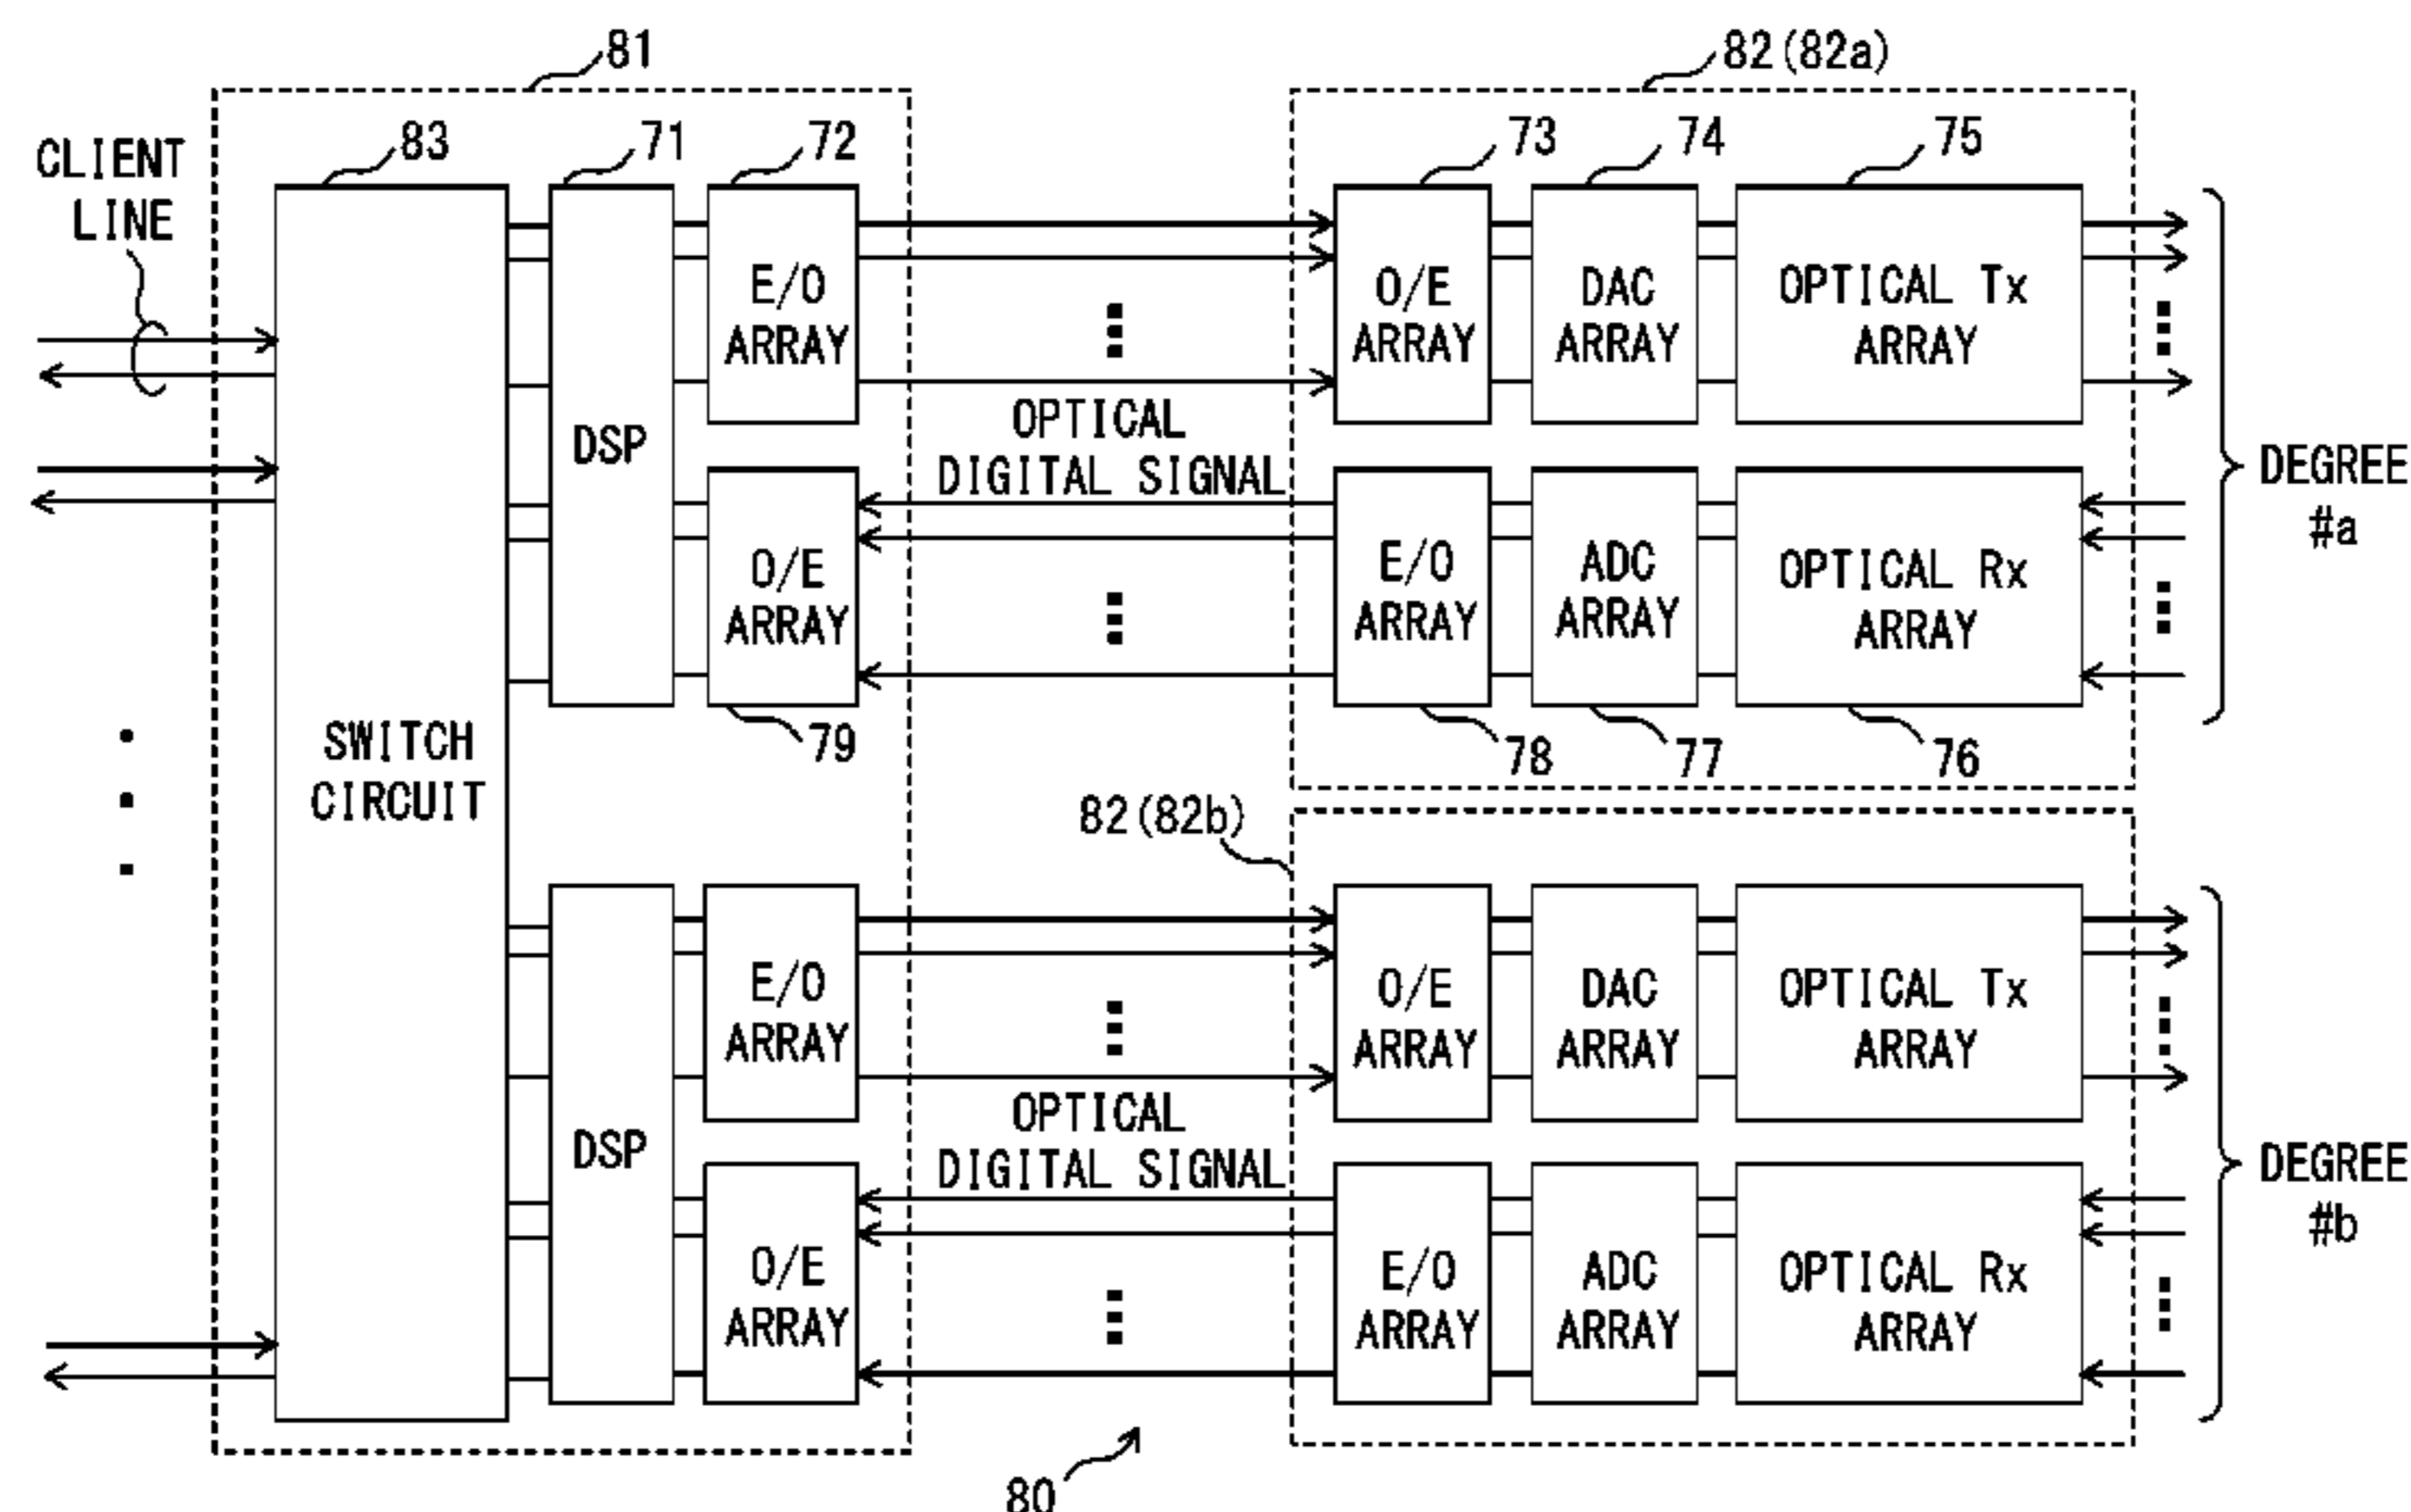 81
82(82a)
CLIENT
LINE
83
71
72
73
74
75
E/O
ARRAY
O/E
ARRAY
DAC
ARRAY
OPTICAL Tx
ARRAY
DSP
OPTICAL
DIGITAL SIGNAL
DEGREE
#a
O/E
ARRAY
E/O
ARRAY
ADC
ARRAY
OPTICAL Rx
ARRAY
SWITCH
CIRCUIT
79
78
77
76
82(82b)
E/O
ARRAY
O/E
ARRAY
DAC
ARRAY
OPTICAL Tx
ARRAY
DSP
OPTICAL
DIGITAL SIGNAL
DEGREE
#b
O/E
ARRAY
E/O
ARRAY
ADC
ARRAY
OPTICAL Rx
ARRAY
80